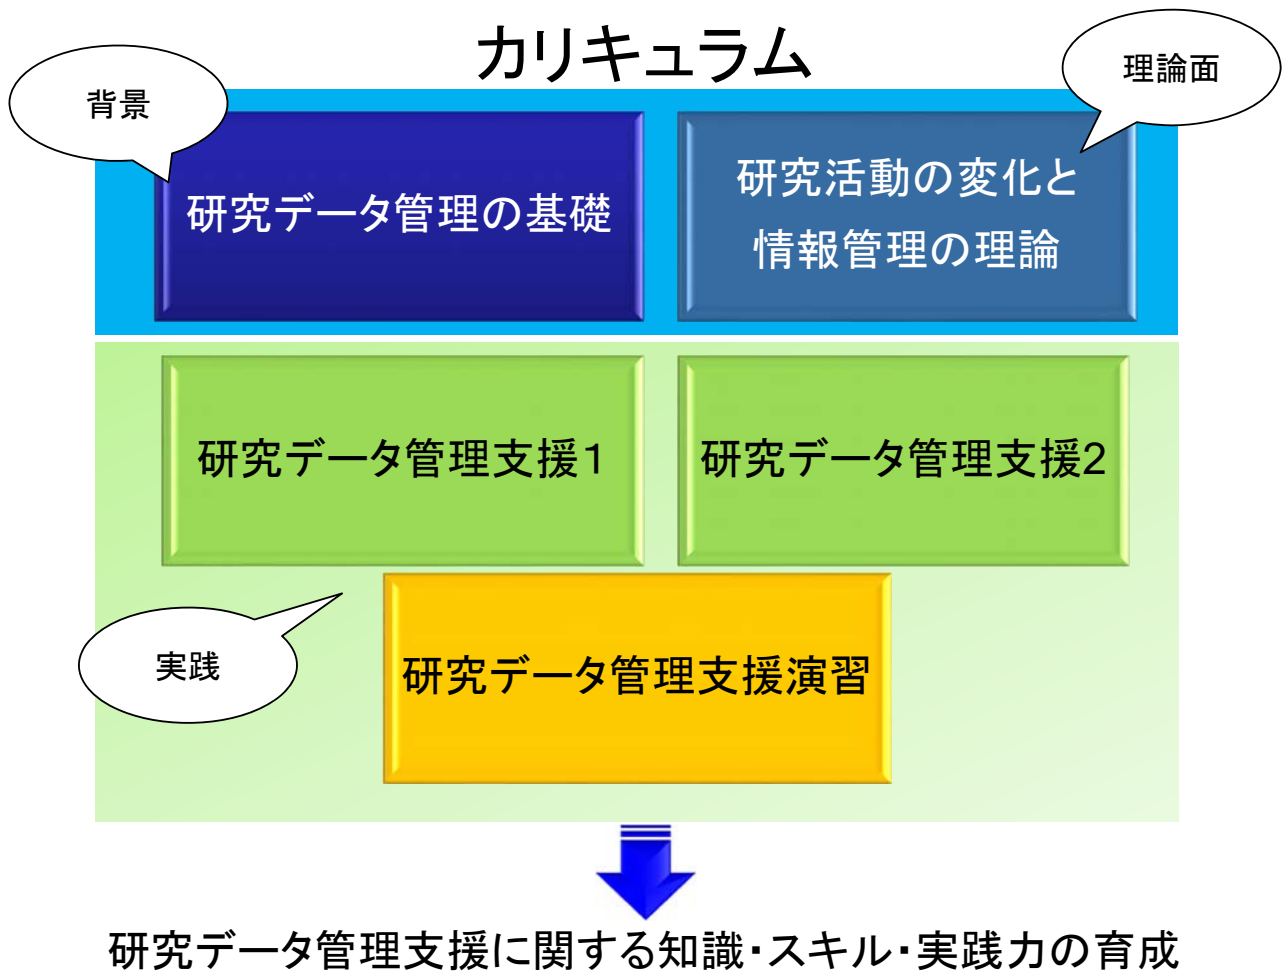 カリキュラム
背景
理論面
研究データ管理の基礎
研究活動の変化と
情報管理の理論
研究データ管理支援1
研究データ管理支援2
実践
研究データ管理支援演習
研究データ管理支援に関する知識・スキル・実践力の育成